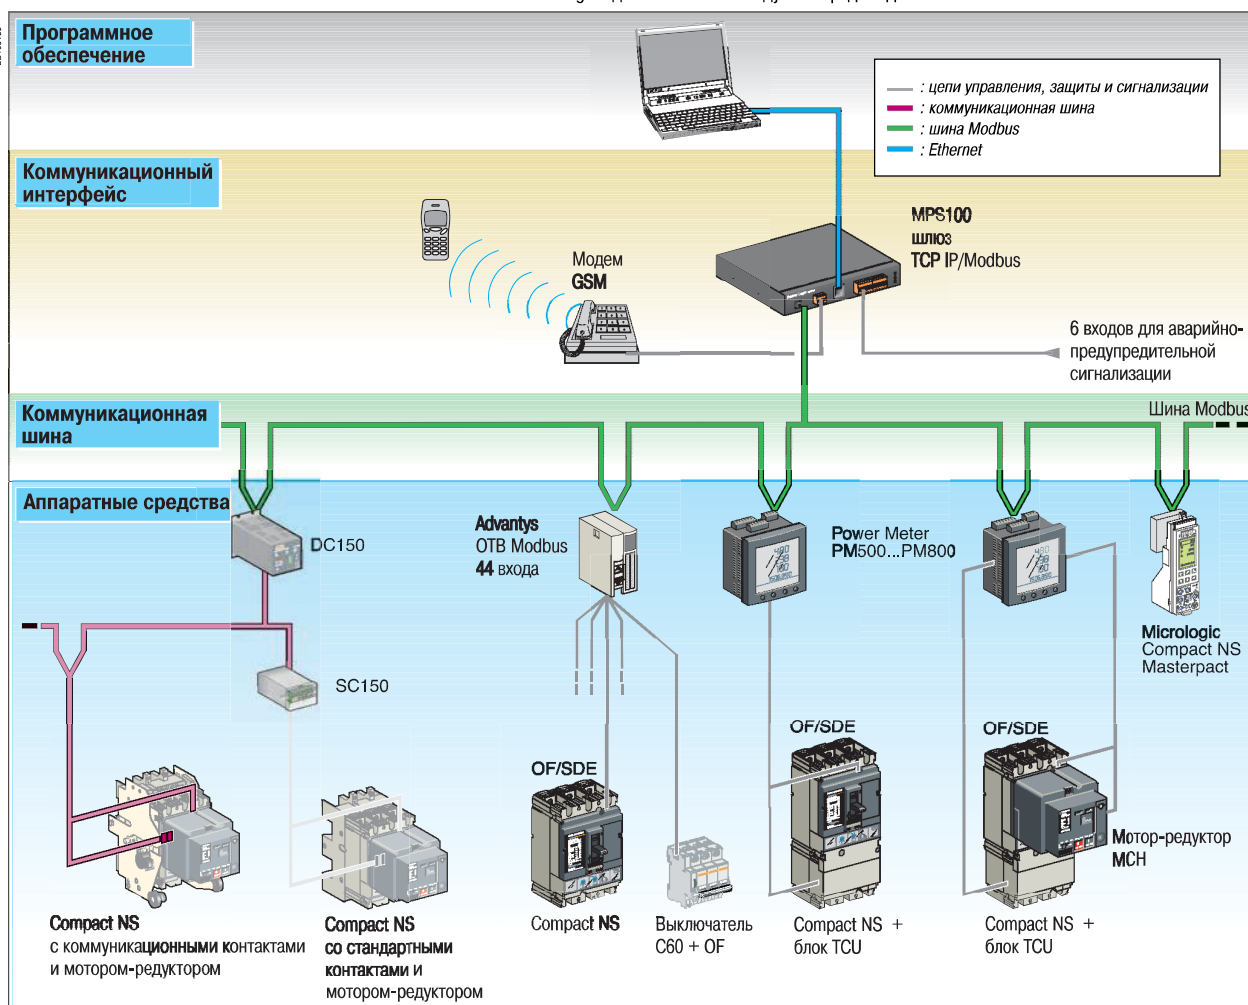 Программное
обеспечение
: цепи управления, защиты и сигнализации
: коммуникационная шина
: шина Modbus
: Ethernet
Коммуникационный
интерфейс
MPS100
шлюз
TCP IP/Modbus
Модем
GSM
6 входов для аварийно-
предупредительной
сигнализации
Коммуникационная
шина
Шина Modbus
Аппаратные средства
DC150
Advantys
OTB Modbus
44 входа
Power Meter
PM500...PM800
Micrologic
Compact NS
Masterpact
SC150
OF/SDE
OF/SDE
OF/SDE
Мотор-редуктор
MCH
Compact NS
с коммуникационными контактами
и мотором-редуктором
Compact NS
со стандартными
контактами и
мотором-редуктором
Compact NS
Выключатель
C60 + OF
Compact NS +
блок TCU
Compact NS +
блок TCU